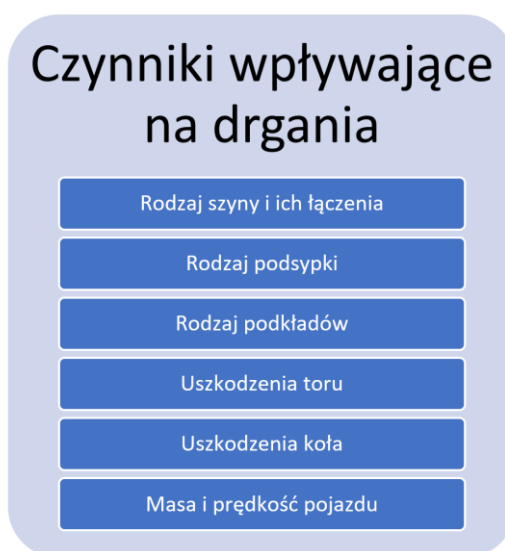 Czynniki wpływające
na drgania
Rodzaj szyny i ich łączenia
Rodzaj podsypki
Rodzaj podkładów
Uszkodzenia toru
Uszkodzenia koła
Masa i prędkość pojazdu